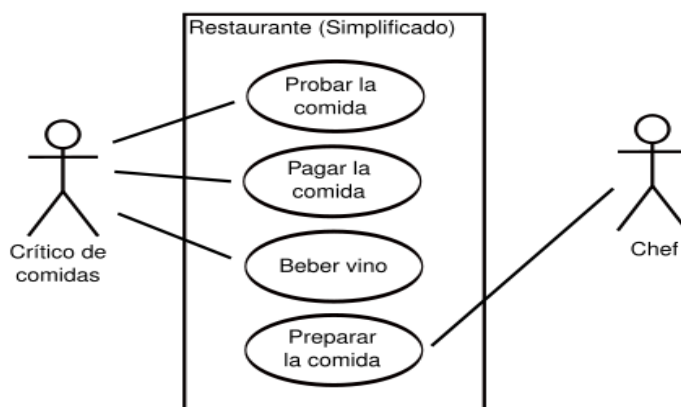 Restaurante (Simplificado)
Probar la
comida
Pagar la
comida
Beber vino
Preparar
la comida
Crítico de
comidas
Chef